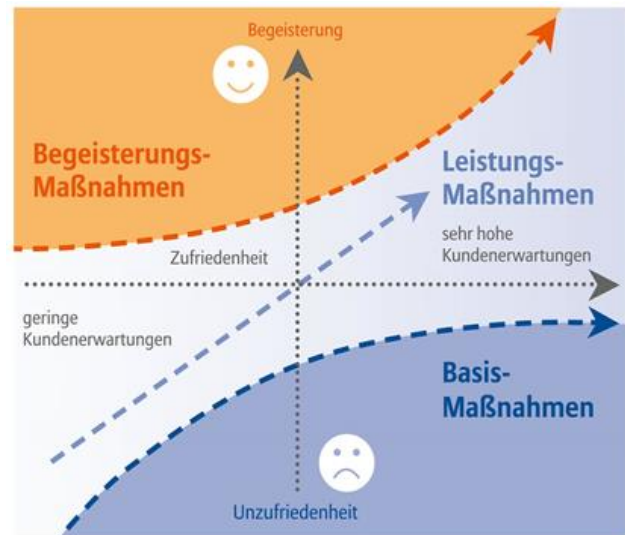 Begeisterung
Begeisterungs-
Maßnahmen
Leistungs-
Maßnahmen
sehr hohe
Kundenerwartungen
Zufriedenheit
geringe
Kundenerwartungen
Basis-
Maßnahmen
Unzufriedenheit